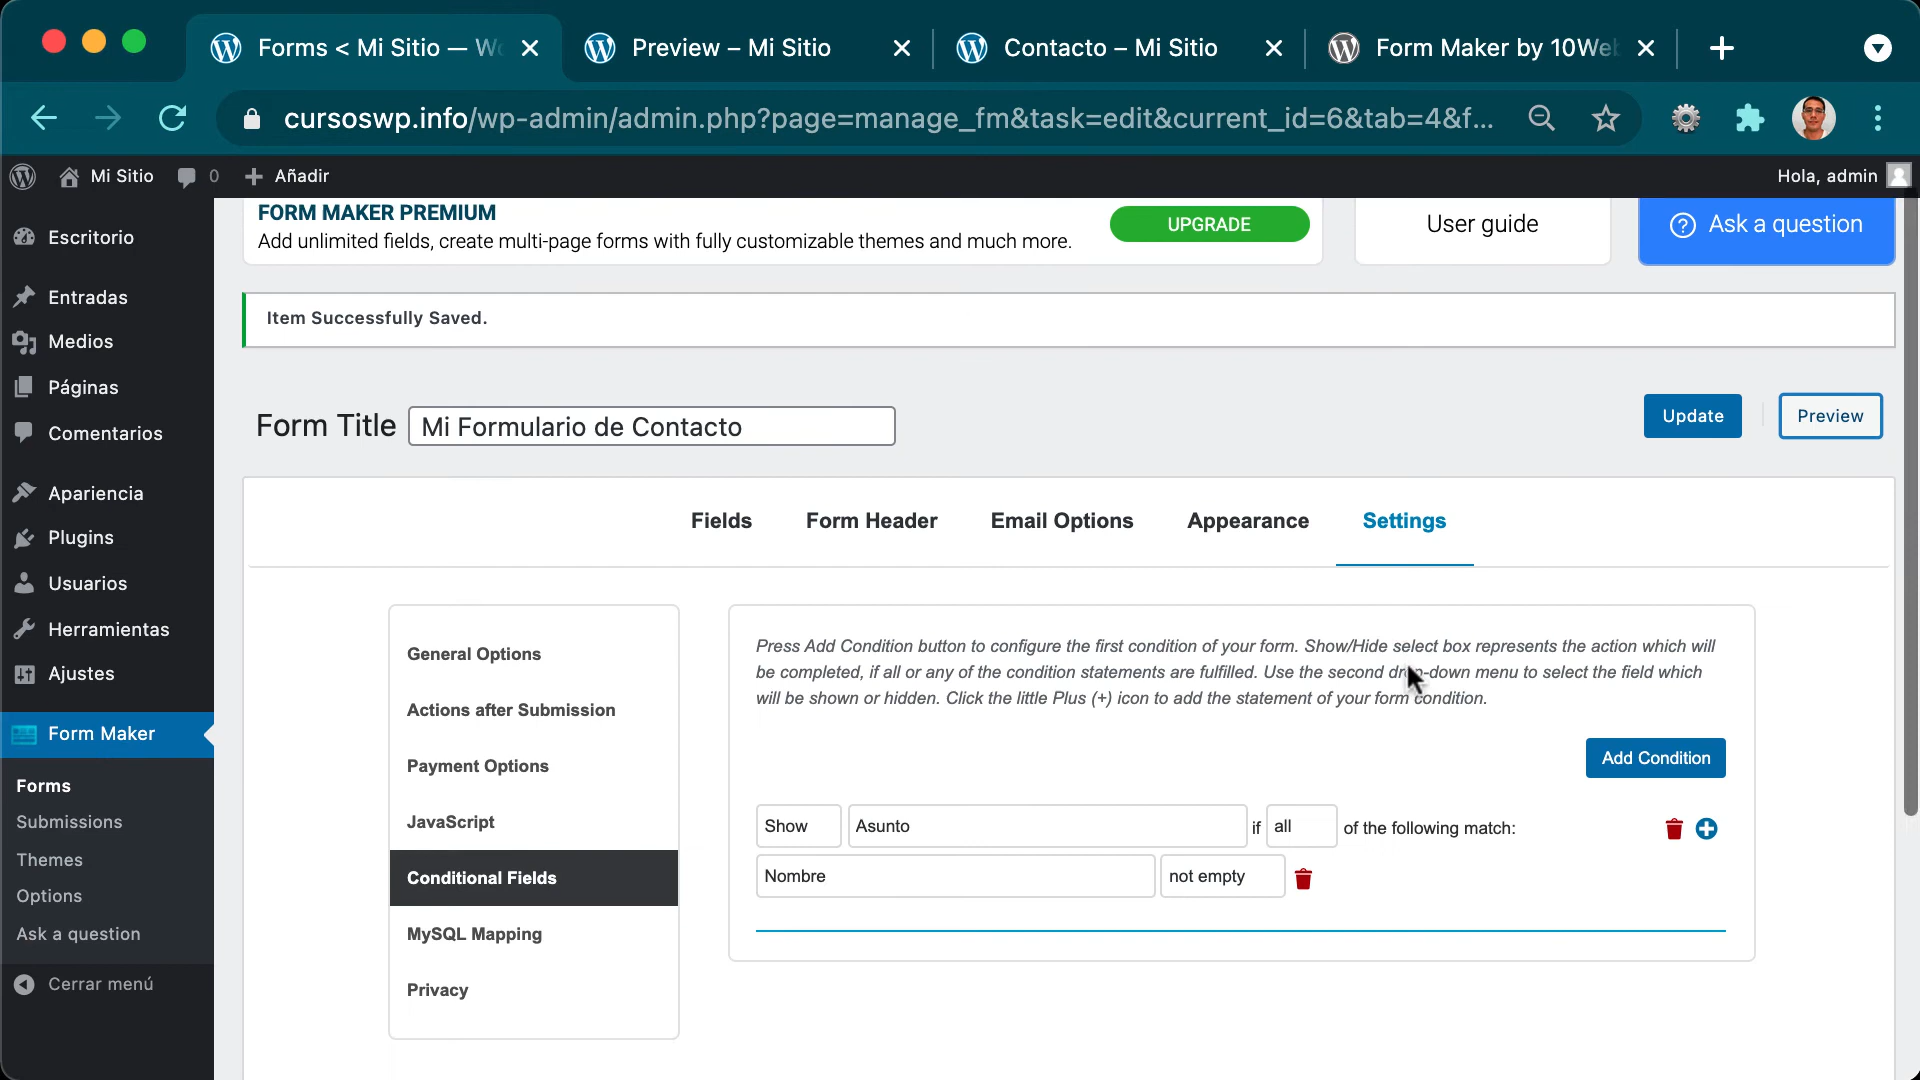 Forms < Mi Sitio — Wo
Preview – Mi Sitio
Contacto – Mi Sitio
Form Maker by 10Web
cursoswp.info/wp-admin/admin.php?page=manage_fm&task=edit&current_id=6&tab=4&f...
Mi Sitio
0
Añadir
Hola, admin
Escritorio
Entradas
Medios
Páginas
Comentarios
Apariencia
Plugins
Usuarios
Herramientas
Ajustes
Form Maker
Forms
Submissions
Themes
Options
Ask a question
Cerrar menú
FORM MAKER PREMIUM
Add unlimited fields, create multi-page forms with fully customizable themes and much more.
UPGRADE
User guide
Ask a question
Item Successfully Saved.
Form Title
Mi Formulario de Contacto
Update
Preview
Fields
Form Header
Email Options
Appearance
Settings
General Options
Actions after Submission
Payment Options
JavaScript
Conditional Fields
MySQL Mapping
Privacy
Press Add Condition button to configure the first condition of your form. Show/Hide select box represents the action which will
be completed, if all or any of the condition statements are fulfilled. Use the second drop-down menu to select the field which
will be shown or hidden. Click the little Plus (+) icon to add the statement of your form condition.
Add Condition
Show Asunto if all of the following match:
Nombre not empty